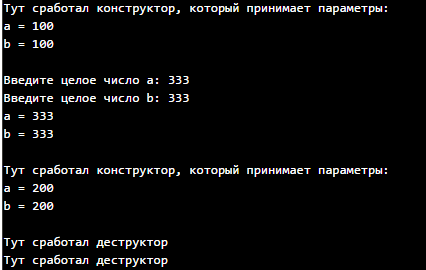 Тут сработал конструктор, который принимает параметры:
a = 100
b = 100
Введите целое число a: 333
Введите целое число b: 333
a = 333
b = 333
Тут сработал конструктор, который принимает параметры:
a = 200
b = 200
Тут сработал деструктор
Тут сработал деструктор